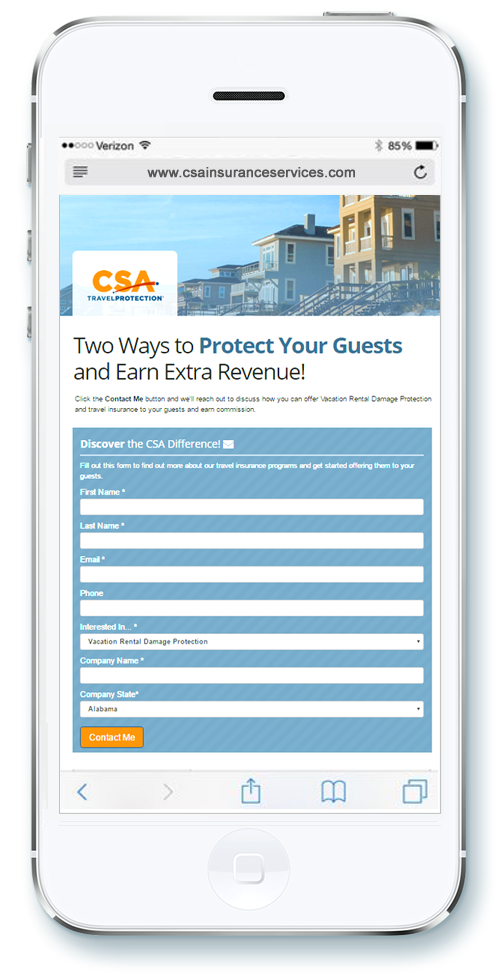 Verizon 85%
www.csainsuranceservices.com
CSA
TRAVELPROTECTION
Two Ways to Protect Your Guests
and Earn Extra Revenue!
Click the Contact Me button and we'll reach out to discuss how you can offer Vacation Rental Damage Protection
and travel insurance to your guests and earn commission.
Discover the CSA Difference!
Fill out this form to find out more about our travel insurance programs and get started offering them to your
guests.
First Name *
Last Name *
Email *
Phone
Interested In... *
Vacation Rental Damage Protection
Company Name *
Company State*
Alabama
Contact Me